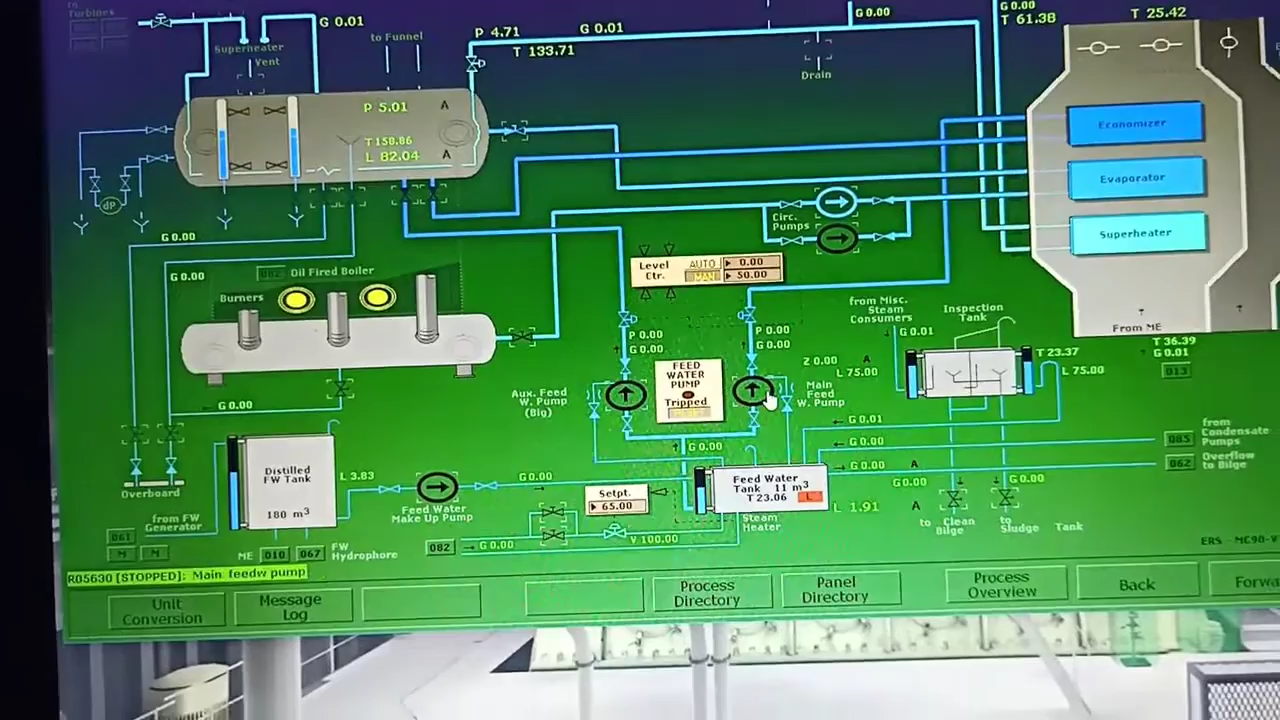 to
Turbines
G 0.01
Superheater
Vent
to Funnel
P 4.71
G 0.01
T 133.71
G 0.00
G 0.00
T 61.38
T 25.42
Drain
P 5.01
A
T 158.86
L 82.04
A
dP
Economizer
Evaporator
Superheater
Circ.
Pumps
G 0.00
G 0.00
Oil Fired Boiler
Burners
Level
Ctr.
AUTO
0.00
MAN
50.00
from Misc.
Steam
Consumers
Inspection
Tank
From ME
P 0.00
G 0.00
P 0.00
G 0.00
Z 0.00
A
L 75.00
G 0.01
T 23.37
L 75.00
T 36.39
G 0.01
013
FEED
WATER
PUMP
Tripped
Aux. Feed
W. Pump
(Big)
Main
Feed
W. Pump
G 0.00
G 0.01
G 0.00
G 0.00
A
G 0.00
G 0.00
from
Condensate
Pumps
085
Overflow
to Bilge
062
G 0.00
Distilled
FW Tank
180 m3
L 3.83
Overboard
from FW
Generator
061
M
M
ME
010
067
FW
Hydrophore
Feed Water
Make Up Pump
G 0.00
Setpt.
65.00
082
G 0.00
V 100.00
Feed Water
Tank 11 m3
T 23.06
L
Steam
Heater
L 1.91
A
to Clean
Bilge
to
Sludge Tank
ERS - MC90-V
R05630 [STOPPED]: Main feedw pump
Unit
Conversion
Message
Log
Process
Directory
Panel
Directory
Process
Overview
Back
Forwa